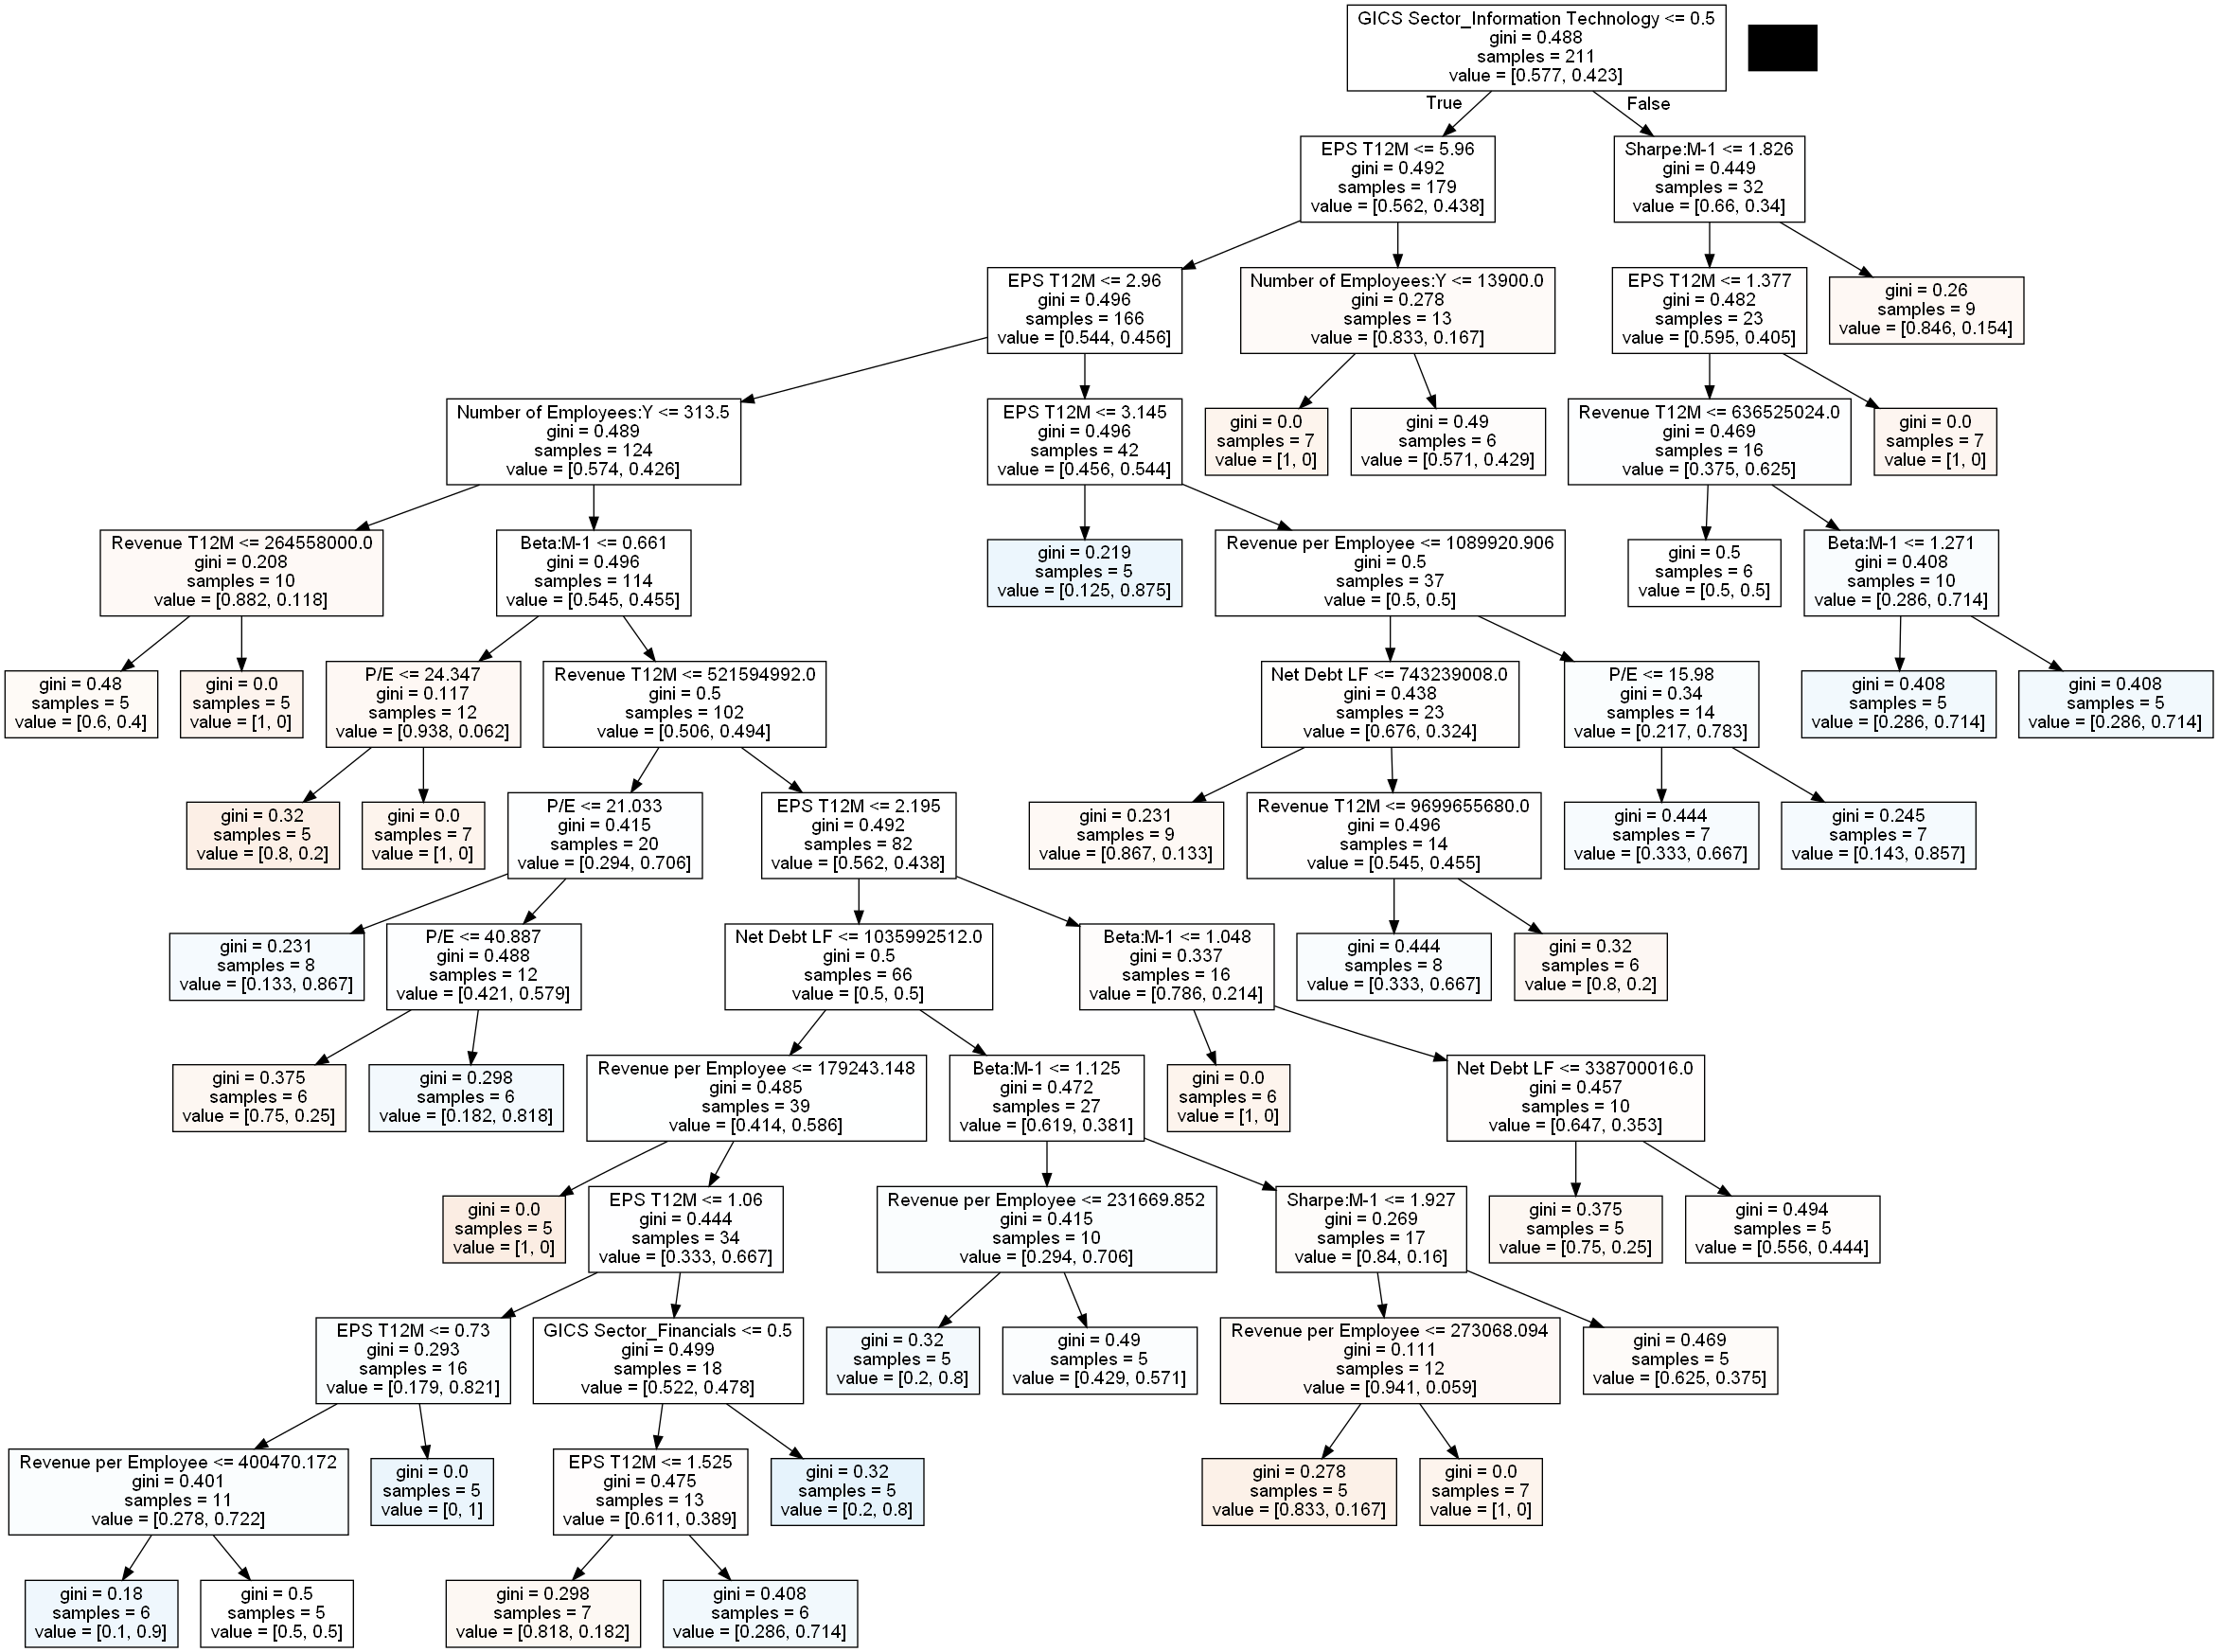 GICS Sector_Information Technology <= 0.5
gini = 0.488
samples = 211
value = [0.577, 0.423]
True
False
EPS T12M <= 5.96
gini = 0.492
samples = 179
value = [0.562, 0.438]
Sharpe:M-1 <= 1.826
gini = 0.449
samples = 32
value = [0.66, 0.34]
EPS T12M <= 2.96
gini = 0.496
samples = 166
value = [0.544, 0.456]
Number of Employees:Y <= 13900.0
gini = 0.278
samples = 13
value = [0.833, 0.167]
EPS T12M <= 1.377
gini = 0.482
samples = 23
value = [0.595, 0.405]
gini = 0.26
samples = 9
value = [0.846, 0.154]
Number of Employees:Y <= 313.5
gini = 0.489
samples = 124
value = [0.574, 0.426]
EPS T12M <= 3.145
gini = 0.496
samples = 42
value = [0.456, 0.544]
gini = 0.0
samples = 7
value = [1, 0]
gini = 0.49
samples = 6
value = [0.571, 0.429]
Revenue T12M <= 636525024.0
gini = 0.469
samples = 16
value = [0.375, 0.625]
gini = 0.0
samples = 7
value = [1, 0]
Revenue T12M <= 264558000.0
gini = 0.208
samples = 10
value = [0.882, 0.118]
Beta:M-1 <= 0.661
gini = 0.496
samples = 114
value = [0.545, 0.455]
gini = 0.219
samples = 5
value = [0.125, 0.875]
Revenue per Employee <= 1089920.906
gini = 0.5
samples = 37
value = [0.5, 0.5]
gini = 0.5
samples = 6
value = [0.5, 0.5]
Beta:M-1 <= 1.271
gini = 0.408
samples = 10
value = [0.286, 0.714]
gini = 0.48
samples = 5
value = [0.6, 0.4]
gini = 0.0
samples = 5
value = [1, 0]
P/E <= 24.347
gini = 0.117
samples = 12
value = [0.938, 0.062]
Revenue T12M <= 521594992.0
gini = 0.5
samples = 102
value = [0.506, 0.494]
Net Debt LF <= 743239008.0
gini = 0.438
samples = 23
value = [0.676, 0.324]
P/E <= 15.98
gini = 0.34
samples = 14
value = [0.217, 0.783]
gini = 0.408
samples = 5
value = [0.286, 0.714]
gini = 0.408
samples = 5
value = [0.286, 0.714]
gini = 0.32
samples = 5
value = [0.8, 0.2]
gini = 0.0
samples = 7
value = [1, 0]
P/E <= 21.033
gini = 0.415
samples = 20
value = [0.294, 0.706]
EPS T12M <= 2.195
gini = 0.492
samples = 82
value = [0.562, 0.438]
gini = 0.231
samples = 9
value = [0.867, 0.133]
Revenue T12M <= 9699655680.0
gini = 0.496
samples = 14
value = [0.545, 0.455]
gini = 0.444
samples = 7
value = [0.333, 0.667]
gini = 0.245
samples = 7
value = [0.143, 0.857]
gini = 0.231
samples = 8
value = [0.133, 0.867]
P/E <= 40.887
gini = 0.488
samples = 12
value = [0.421, 0.579]
Net Debt LF <= 1035992512.0
gini = 0.5
samples = 66
value = [0.5, 0.5]
Beta:M-1 <= 1.048
gini = 0.337
samples = 16
value = [0.786, 0.214]
gini = 0.444
samples = 8
value = [0.333, 0.667]
gini = 0.32
samples = 6
value = [0.8, 0.2]
gini = 0.375
samples = 6
value = [0.75, 0.25]
gini = 0.298
samples = 6
value = [0.182, 0.818]
Revenue per Employee <= 179243.148
gini = 0.485
samples = 39
value = [0.414, 0.586]
Beta:M-1 <= 1.125
gini = 0.472
samples = 27
value = [0.619, 0.381]
gini = 0.0
samples = 6
value = [1, 0]
Net Debt LF <= 338700016.0
gini = 0.457
samples = 10
value = [0.647, 0.353]
gini = 0.0
samples = 5
value = [1, 0]
EPS T12M <= 1.06
gini = 0.444
samples = 34
value = [0.333, 0.667]
Revenue per Employee <= 231669.852
gini = 0.415
samples = 10
value = [0.294, 0.706]
Sharpe:M-1 <= 1.927
gini = 0.269
samples = 17
value = [0.84, 0.16]
gini = 0.375
samples = 5
value = [0.75, 0.25]
gini = 0.494
samples = 5
value = [0.556, 0.444]
EPS T12M <= 0.73
gini = 0.293
samples = 16
value = [0.179, 0.821]
GICS Sector_Financials <= 0.5
gini = 0.499
samples = 18
value = [0.522, 0.478]
gini = 0.32
samples = 5
value = [0.2, 0.8]
gini = 0.49
samples = 5
value = [0.429, 0.571]
Revenue per Employee <= 273068.094
gini = 0.111
samples = 12
value = [0.941, 0.059]
gini = 0.469
samples = 5
value = [0.625, 0.375]
Revenue per Employee <= 400470.172
gini = 0.401
samples = 11
value = [0.278, 0.722]
gini = 0.0
samples = 5
value = [0, 1]
EPS T12M <= 1.525
gini = 0.475
samples = 13
value = [0.611, 0.389]
gini = 0.32
samples = 5
value = [0.2, 0.8]
gini = 0.278
samples = 5
value = [0.833, 0.167]
gini = 0.0
samples = 7
value = [1, 0]
gini = 0.18
samples = 6
value = [0.1, 0.9]
gini = 0.5
samples = 5
value = [0.5, 0.5]
gini = 0.298
samples = 7
value = [0.818, 0.182]
gini = 0.408
samples = 6
value = [0.286, 0.714]